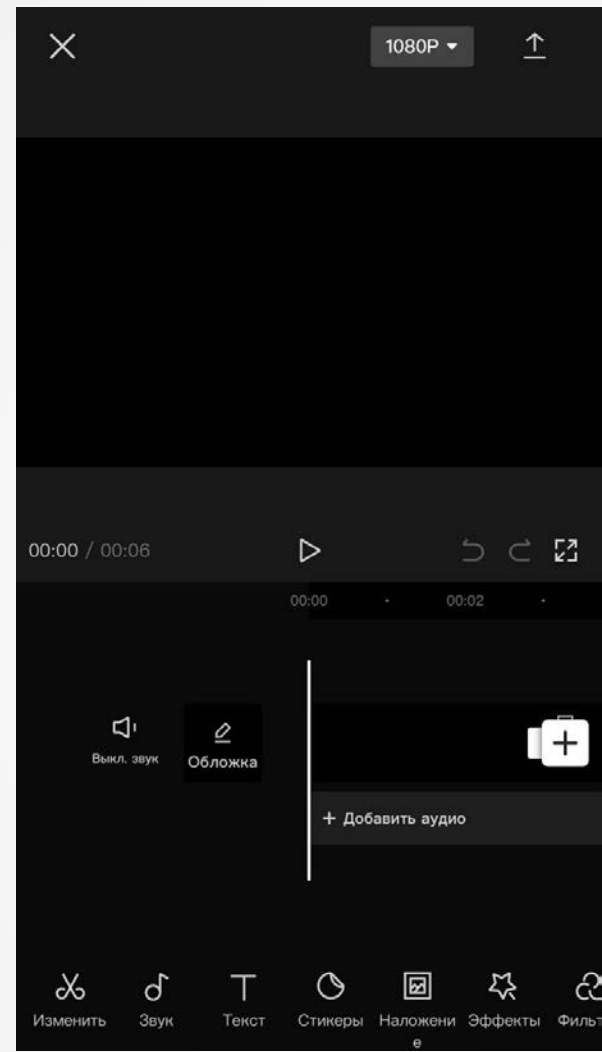 1080P
00:00 / 00:06
00:00 00:02
Выкл. звук
Обложка
+ Добавить аудио
Изменить Звук Текст Стикеры Наложени
е Эффекты Фильт